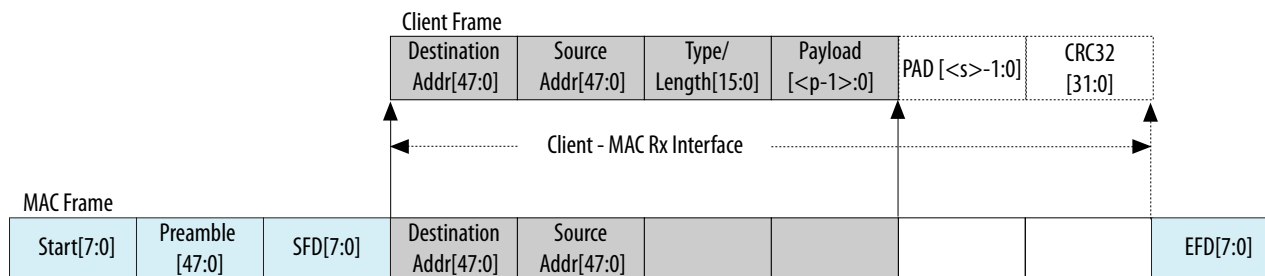 Client Frame
Destination Addr[47:0]
Source Addr[47:0]
Type/ Length[15:0]
Payload [<p-1>:0]
PAD [<s>-1:0]
CRC32 [31:0]
Client - MAC Rx Interface
MAC Frame
Start[7:0]
Preamble [47:0]
SFD[7:0]
Destination Addr[47:0]
Source Addr[47:0]
EFD[7:0]